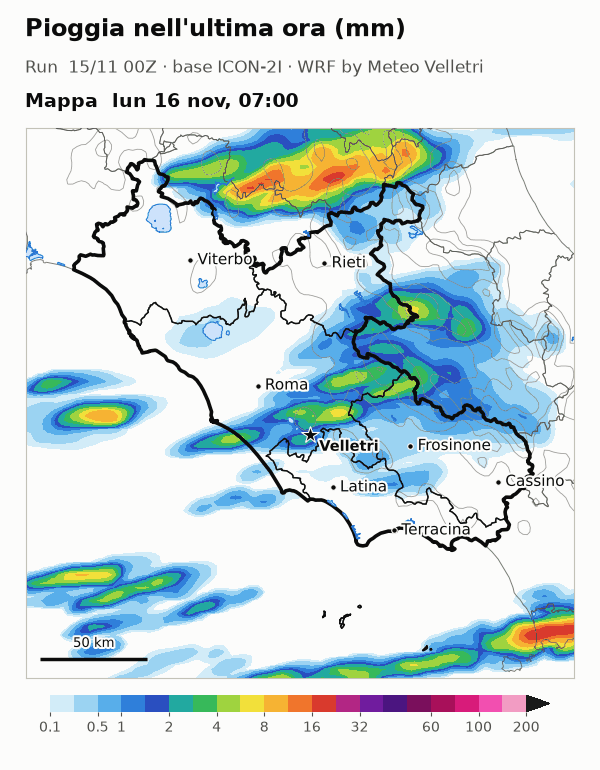 Pioggia nell'ultima ora (mm)
Run  15/11 00Z · base ICON-2I · WRF by Meteo Velletri
Mappa  lun 16 nov, 07:00
Viterbo
Rieti
Roma
Velletri
Frosinone
Latina
Cassino
Terracina
50 km
0.1 0.5 1 2 4 8 16 32 60 100 200